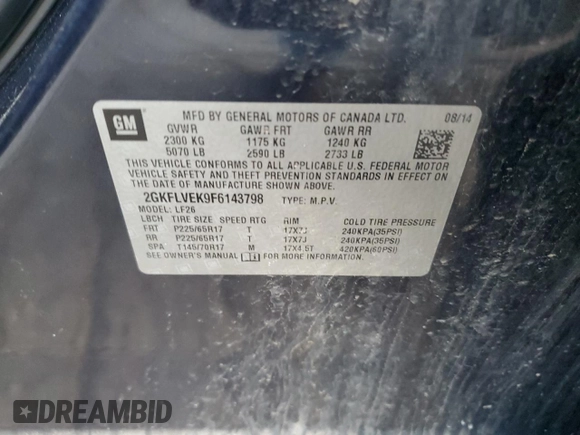 GM
MFD BY GENERAL MOTORS OF CANADA LTD. 08/14
GVWR GAWR FRT GAWR RR
2300 KG 1175 KG 1240 KG
5070 LB 2590 LB 2733 LB
THIS VEHICLE CONFORMS TO ALL APPLICABLE U.S. FEDERAL MOTOR
VEHICLE SAFETY AND THEFT PREVENTION STANDARDS IN EFFECT ON
THE DATE OF MANUFACTURE SHOWN ABOVE.
2GKFLVEK9F6143798 TYPE: M.P.V.
MODEL: LF26
LBCH TIRE SIZE SPEED RTG RIM COLD TIRE PRESSURE
FRT P225/65R17 T 17X7J 240KPA(35PSI)
RR P225/65R17 T 17X7J 240KPA(35PSI)
SPA T145/70R17 M 17X4.5T 420KPA(60PSI)
SEE OWNER'S MANUAL FOR MORE INFORMATION.
DREAMBID